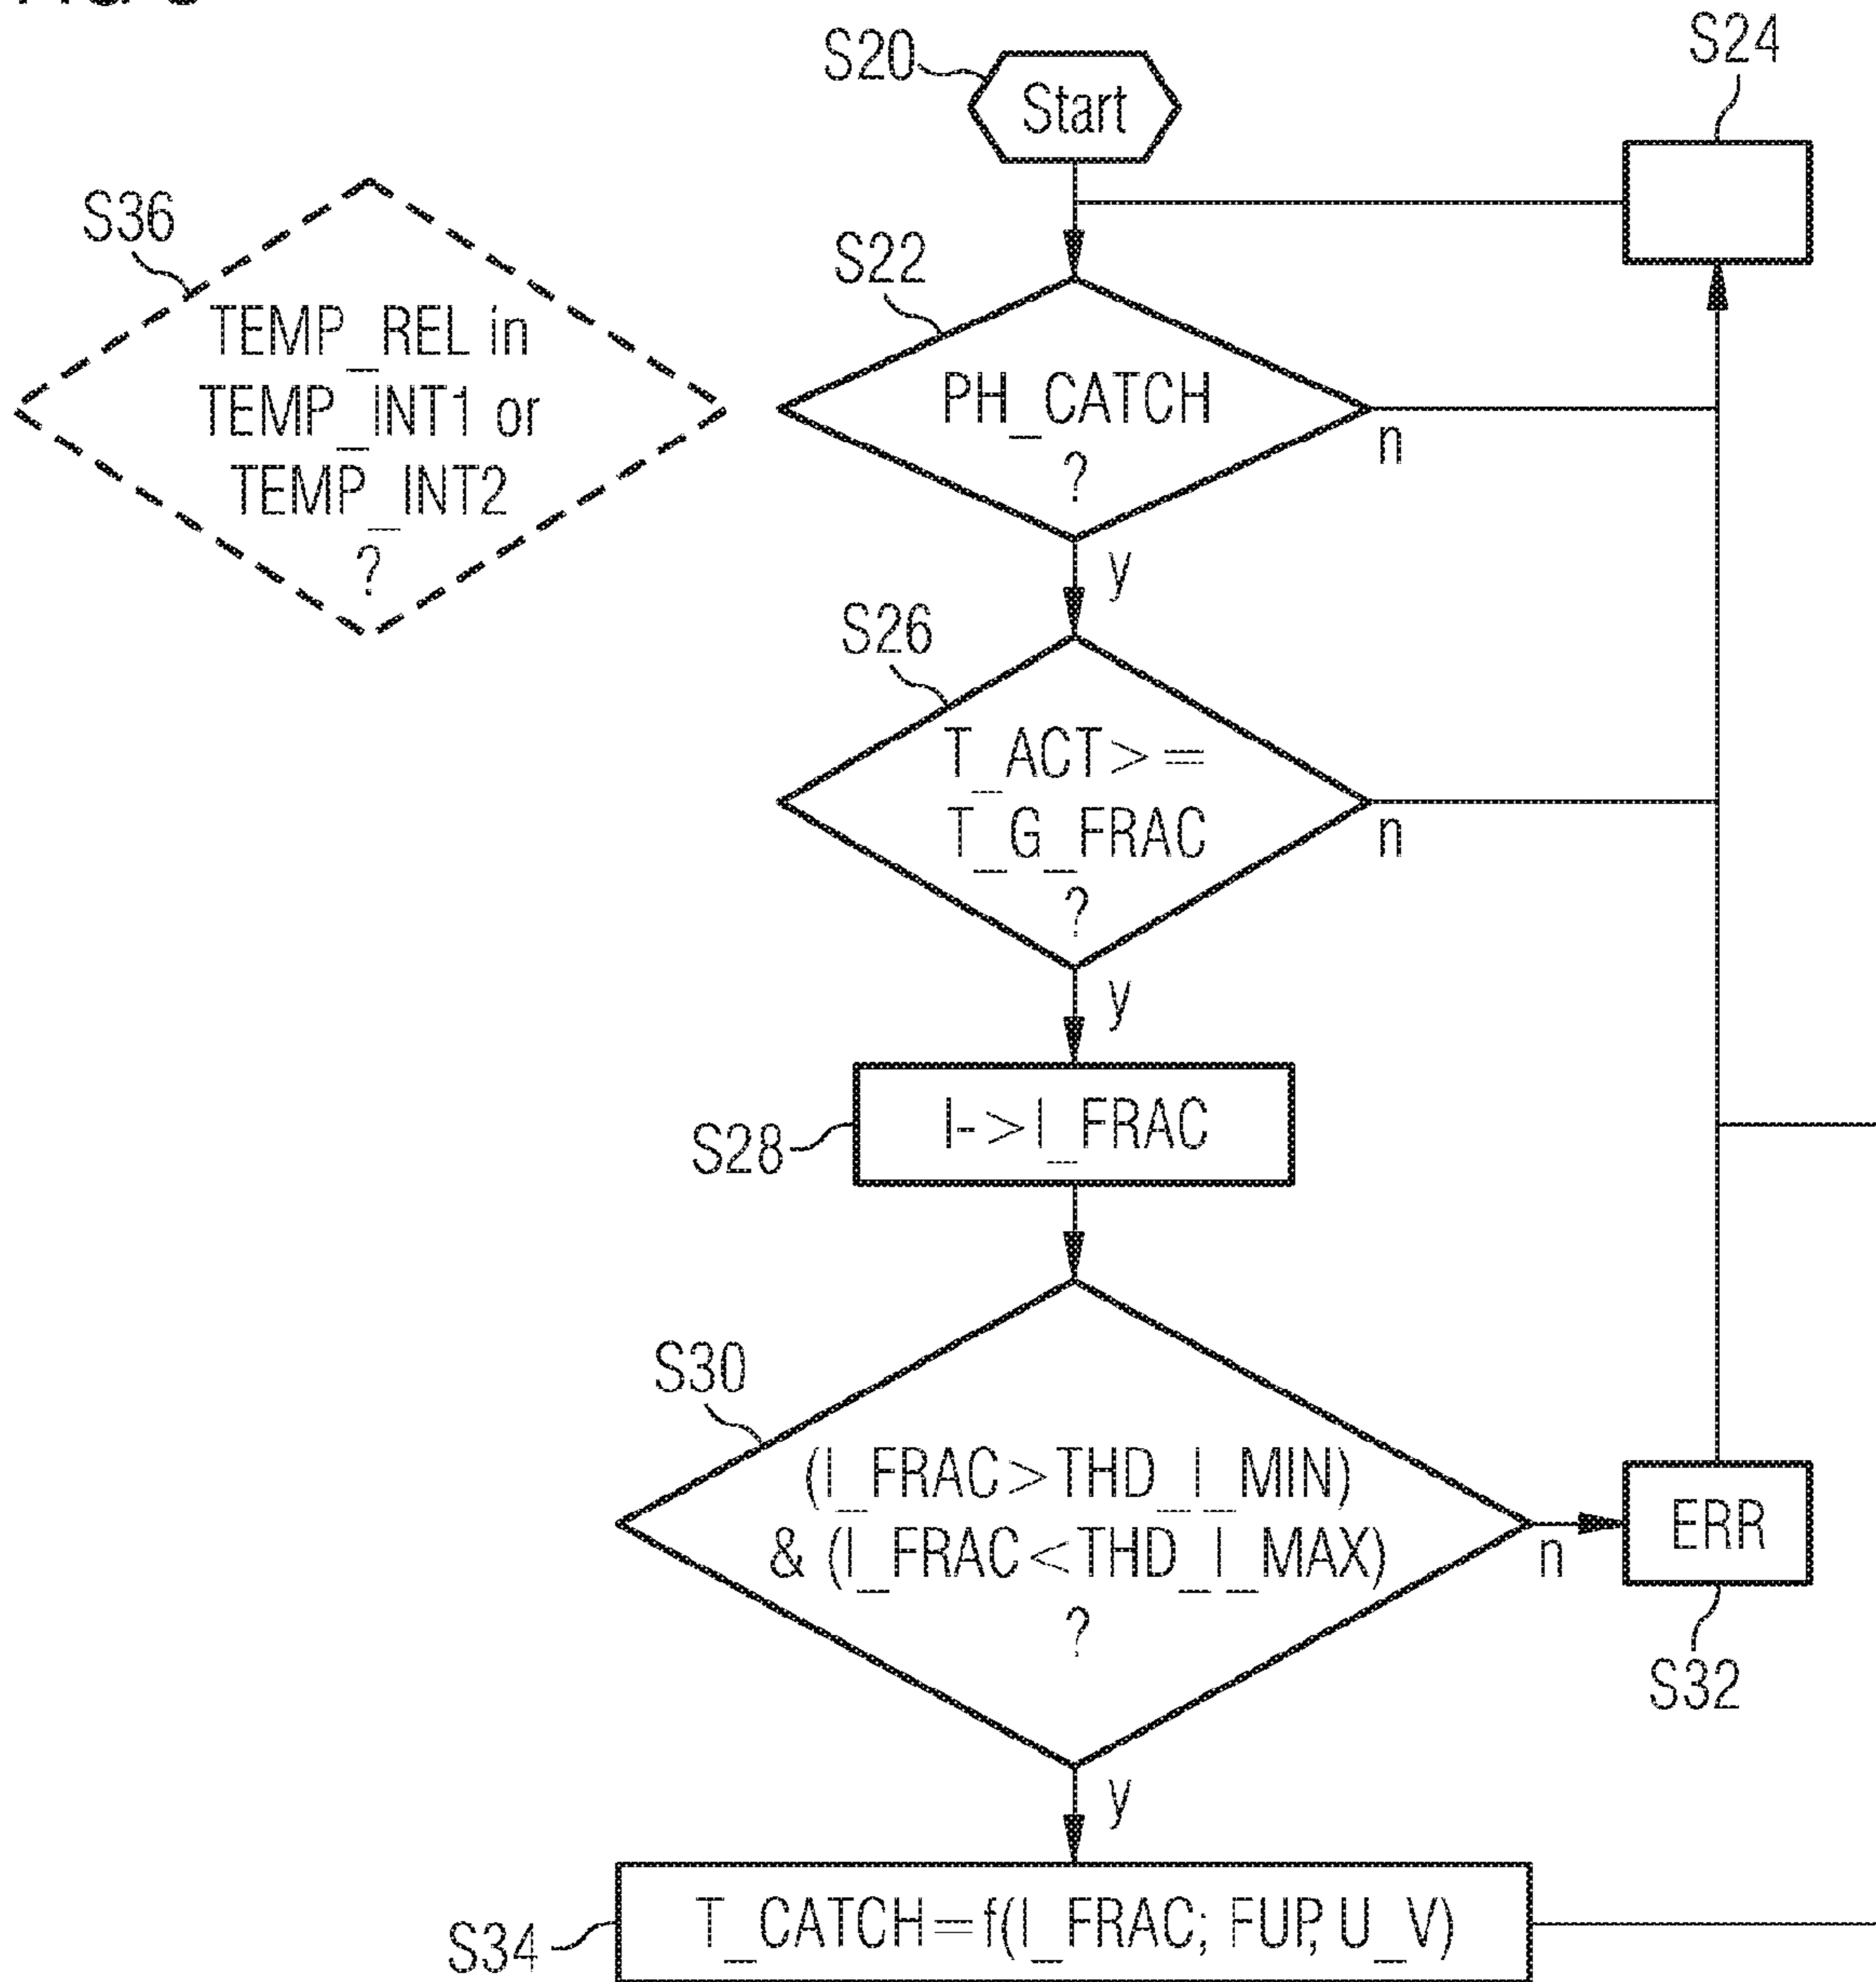 S20
Start
S24
S36
TEMP_REL in
TEMP_INT1 or
TEMP_INT2
?
S22
PH_CATCH
?
n
y
S26
T_ACT>=
T_G_FRAC
?
n
y
S28
I->I_FRAC
S30
(I_FRAC>THD_I_MIN)
& (I_FRAC<THD_I_MAX)
?
n
ERR
S32
y
S34
T_CATCH=f(I_FRAC; FUP, U_V)